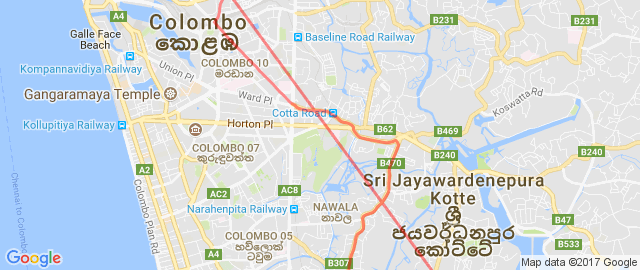 A4
Colombo
කොළඹ
Galle Face
Beach
B231
Baseline Road Railway
Kompannavidiya Railway
Union Pl
COLOMBO 10
මරදාන
Gangaramaya Temple
Ward Pl
Koswatta Rd
Cotta Road
Kollupitiya Railway
Horton Pl
B62
B469
COLOMBO 07
කුරුඳුවත්ත
B240
B240
A2
B470
AC2
AC8
Sri Jayawardenepura
Kotte
ශ්‍රී
ජයවර්ධනපුර
කෝට්ටේ
Narahenpita Railway
NAWALA
නාවල
B47
COLOMBO 05
හැව්ලොක්
ටවුම
B307
B533
Chennai to Colombo
Colombo Plan Rd
A4
Google
Map data ©2017 Google